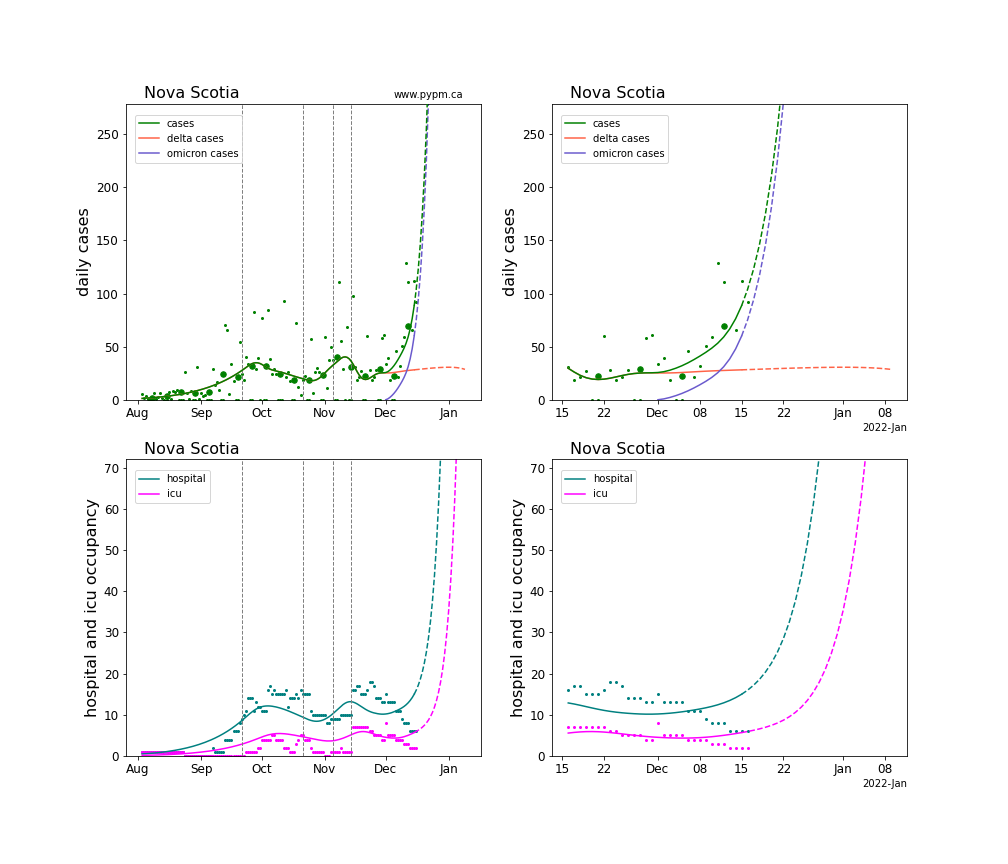 Nova Scotia
www.pypm.ca
daily cases
250
200
150
100
50
0
cases
delta cases
omicron cases
Aug Sep Oct Nov Dec Jan
Nova Scotia
daily cases
250
200
150
100
50
0
cases
delta cases
omicron cases
15 22 Dec 08 15 22 Jan 08
2022-Jan
Nova Scotia
hospital and icu occupancy
70
60
50
40
30
20
10
0
hospital
icu
Aug Sep Oct Nov Dec Jan
Nova Scotia
hospital and icu occupancy
70
60
50
40
30
20
10
0
hospital
icu
15 22 Dec 08 15 22 Jan 08
2022-Jan